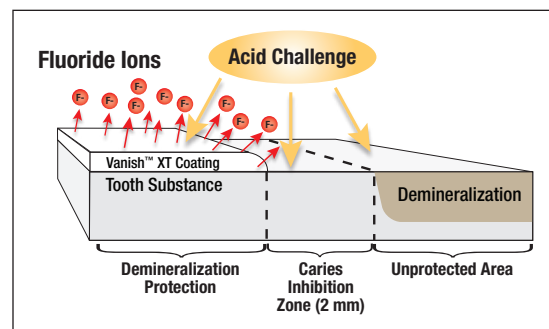 Fluoride Ions
Acid Challenge
F-
F-
F-
F-
F-
F-
F-
F-
F-
F-
Vanish™ XT Coating
Tooth Substance
Demineralization
Demineralization
Protection
Caries
Inhibition
Zone (2 mm)
Unprotected Area